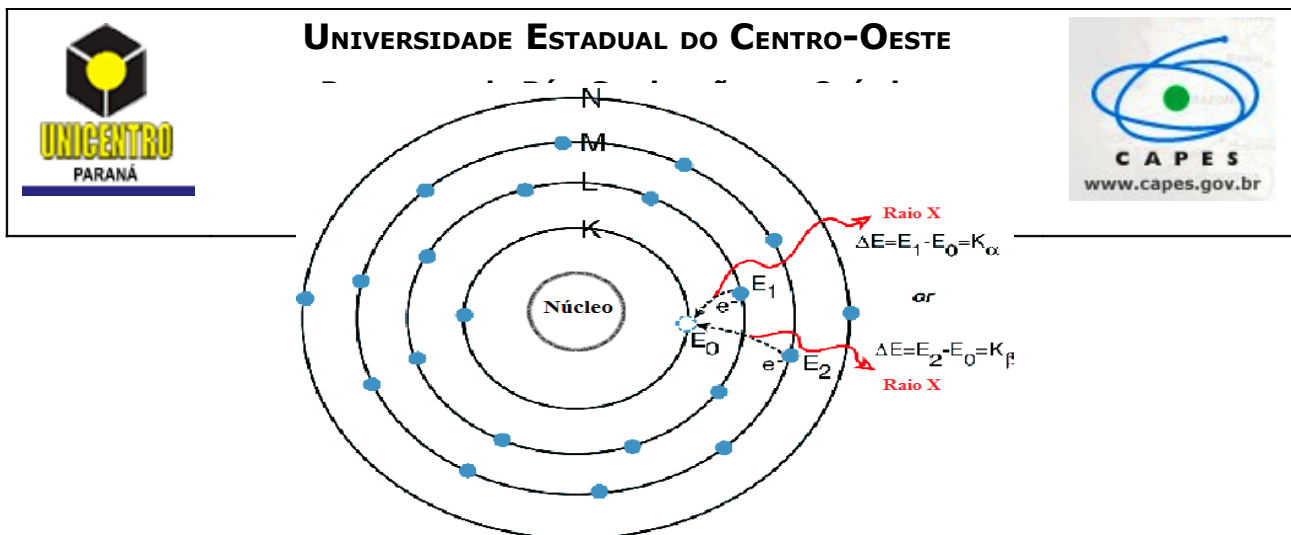 UNIVERSIDADE ESTADUAL DO CENTRO-OESTE
UNICENTRO
PARANÁ
CAPES
www.capes.gov.br
N
M
L
K
Núcleo
Raio X
ΔE=E₁-E₀=Kα
or
ΔE=E₂-E₀=Kβ
Raio X
E₁
e⁻
E₀
e⁻
E₂